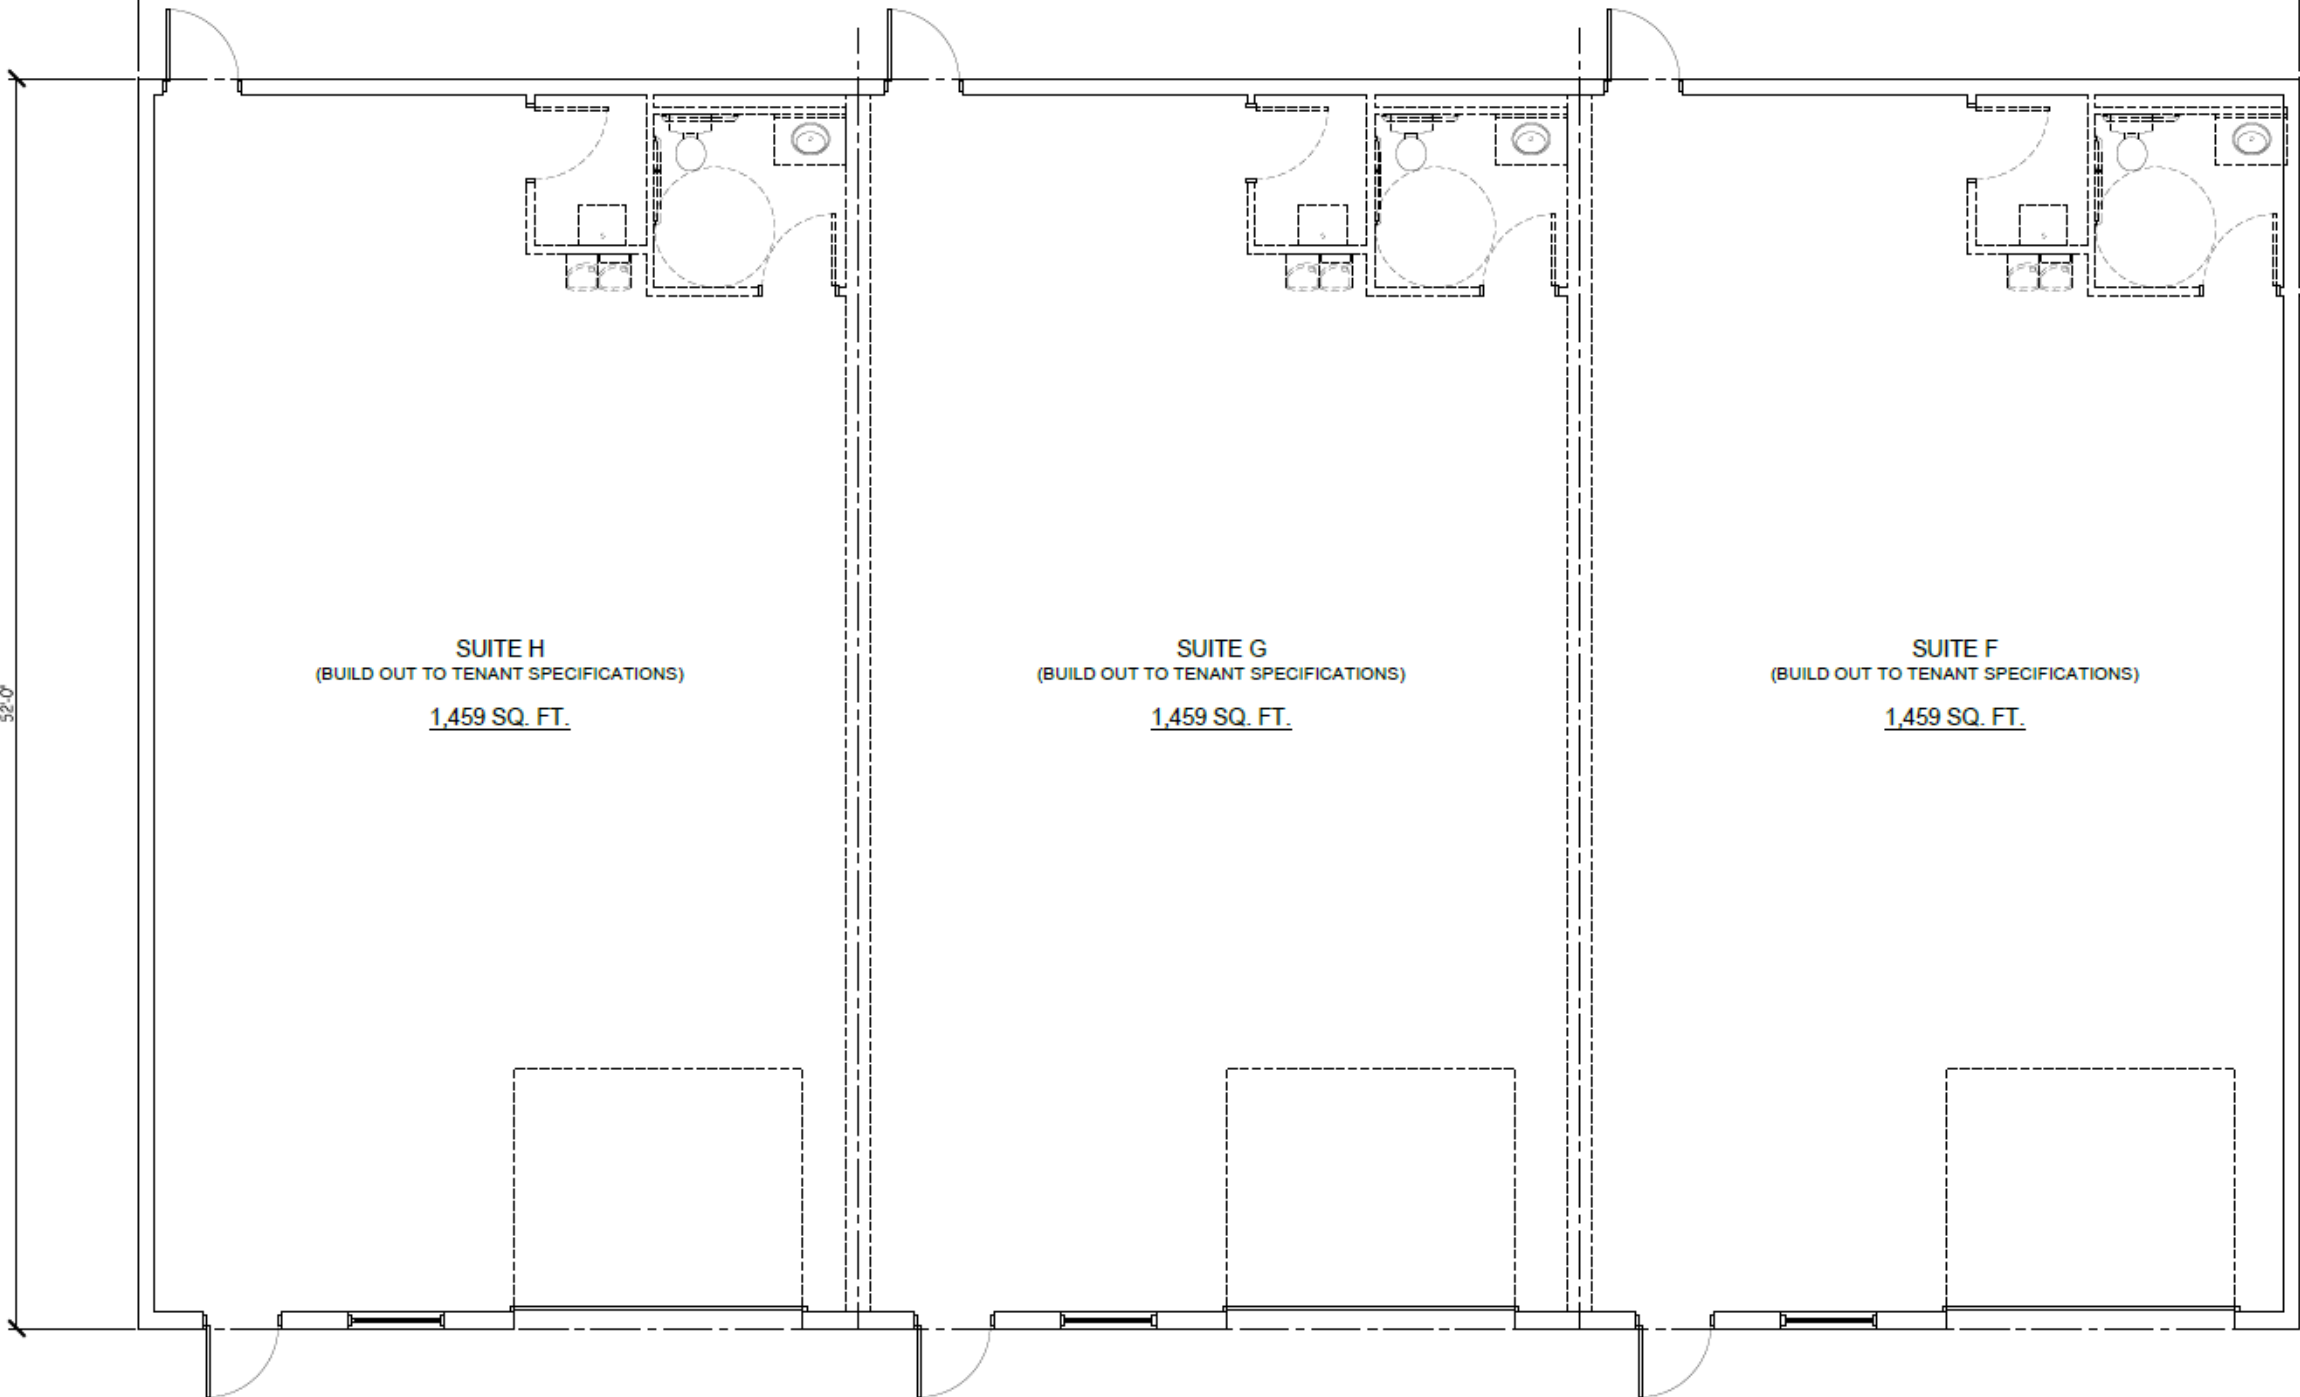 SUITE H
(BUILD OUT TO TENANT SPECIFICATIONS)
1,459 SQ. FT.
SUITE G
(BUILD OUT TO TENANT SPECIFICATIONS)
1,459 SQ. FT.
SUITE F
(BUILD OUT TO TENANT SPECIFICATIONS)
1,459 SQ. FT.
52'-0"